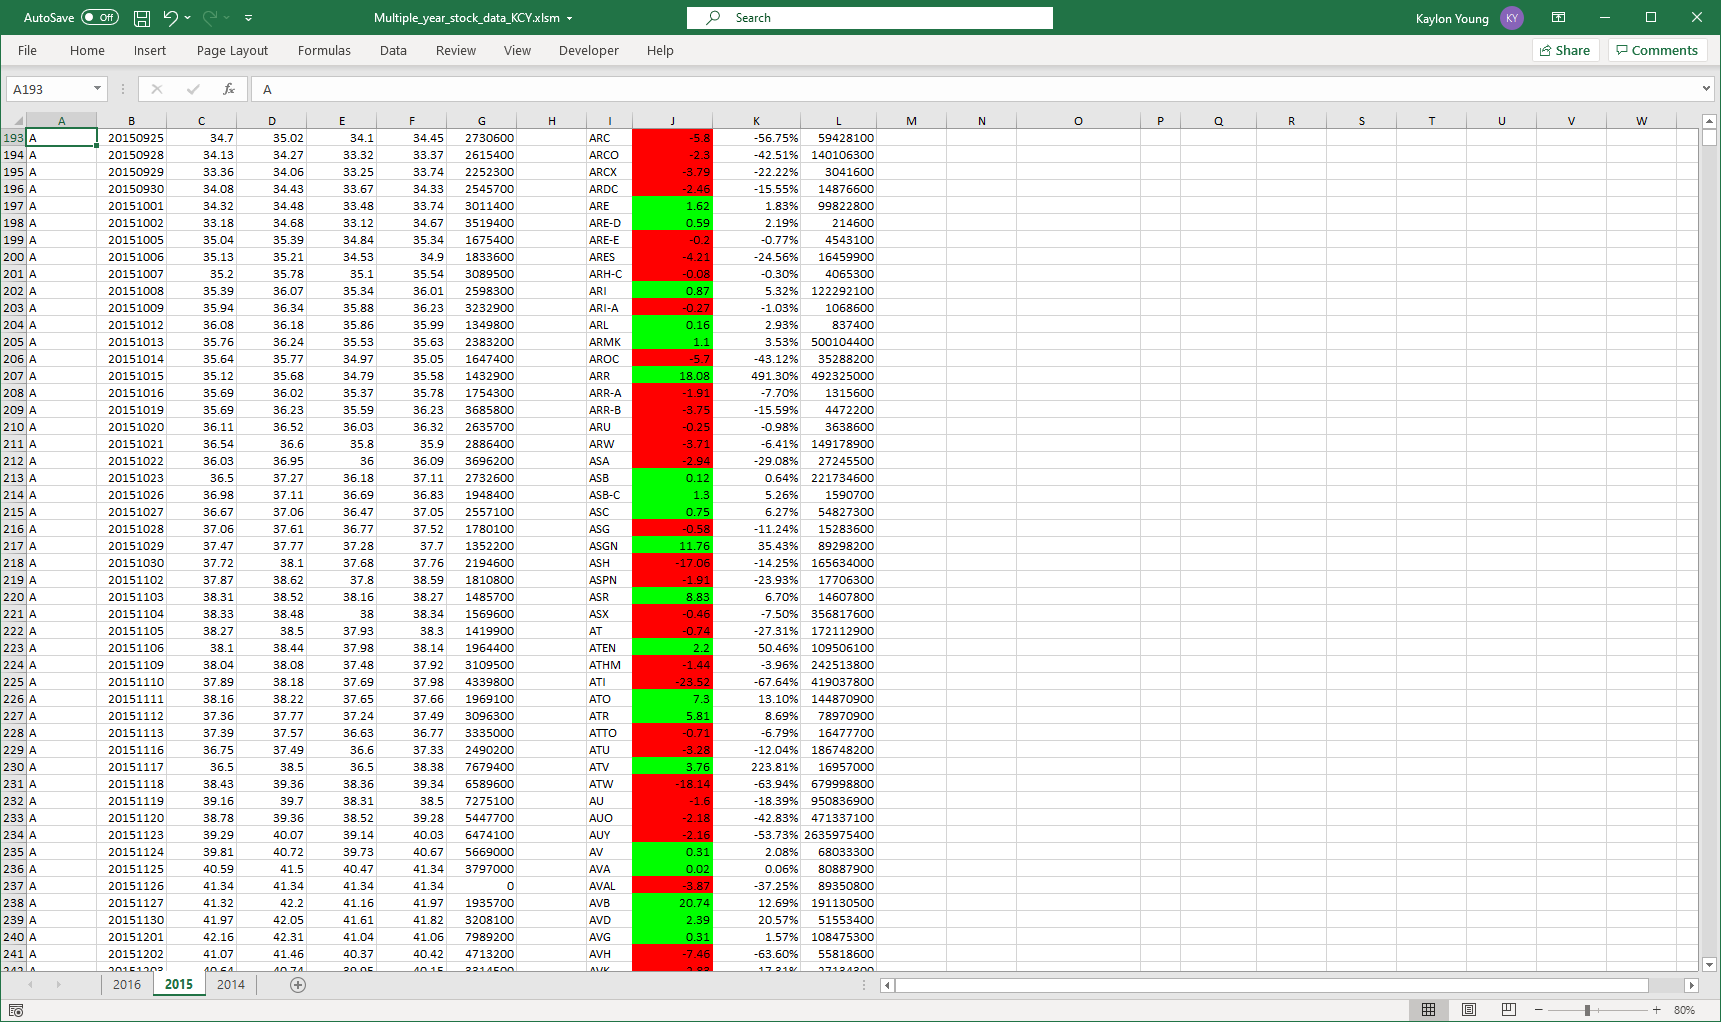 AutoSave Off Multiple_year_stock_data_KCY.xlsm Search Kaylon Young KY
File Home Insert Page Layout Formulas Data Review View Developer Help Share Comments
A193 fx A
A B C D E F G H I J K L M N O P Q R S T U V W
193 A 20150925 34.7 35.02 34.1 34.45 2730600 ARC -5.8 -56.75% 59428100
194 A 20150928 34.13 34.27 33.32 33.37 2615400 ARCO -2.3 -42.51% 140106300
195 A 20150929 33.36 34.06 33.25 33.74 2252300 ARCX -3.79 -22.22% 3041600
196 A 20150930 34.08 34.43 33.67 34.33 2545700 ARDC -2.46 -15.55% 14876600
197 A 20151001 34.32 34.48 33.48 33.74 3011400 ARE 1.62 1.83% 99822800
198 A 20151002 33.18 34.68 33.12 34.67 3519400 ARE-D 0.59 2.19% 214600
199 A 20151005 35.04 35.39 34.84 35.34 1675400 ARE-E -0.2 -0.77% 4543100
200 A 20151006 35.13 35.21 34.53 34.9 1833600 ARES -4.21 -24.56% 16459900
201 A 20151007 35.2 35.78 35.1 35.54 3089500 ARH-C -0.08 -0.30% 4065300
202 A 20151008 35.39 36.07 35.34 36.01 2598300 ARI 0.87 5.32% 122292100
203 A 20151009 35.94 36.34 35.88 36.23 3232900 ARI-A -0.27 -1.03% 1068600
204 A 20151012 36.08 36.18 35.86 35.99 1349800 ARL 0.16 2.93% 837400
205 A 20151013 35.76 36.24 35.53 35.63 2383200 ARMK 1.1 3.53% 500104400
206 A 20151014 35.64 35.77 34.97 35.05 1647400 AROC -5.7 -43.12% 35288200
207 A 20151015 35.12 35.68 34.79 35.58 1432900 ARR 18.08 491.30% 492325000
208 A 20151016 35.69 36.02 35.37 35.78 1754300 ARR-A -1.91 -7.70% 1315600
209 A 20151019 35.69 36.23 35.59 36.23 3685800 ARR-B -3.75 -15.59% 4472200
210 A 20151020 36.11 36.52 36.03 36.32 2635700 ARU -0.25 -0.98% 3638600
211 A 20151021 36.54 36.6 35.8 35.9 2886400 ARW -3.71 -6.41% 149178900
212 A 20151022 36.03 36.95 36 36.09 3696200 ASA -2.94 -29.08% 27245500
213 A 20151023 36.5 37.27 36.18 37.11 2732600 ASB 0.12 0.64% 221734600
214 A 20151026 36.98 37.11 36.69 36.83 1948400 ASB-C 1.3 5.26% 1590700
215 A 20151027 36.67 37.06 36.47 37.05 2557100 ASC 0.75 6.27% 54827300
216 A 20151028 37.06 37.61 36.77 37.52 1780100 ASG -0.58 -11.24% 15283600
217 A 20151029 37.47 37.77 37.28 37.7 1352200 ASGN 11.76 35.43% 89298200
218 A 20151030 37.72 38.1 37.68 37.76 2194600 ASH -17.06 -14.25% 165634000
219 A 20151102 37.87 38.62 37.8 38.59 1810800 ASPN -1.91 -23.93% 17706300
220 A 20151103 38.31 38.52 38.16 38.27 1485700 ASR 8.83 6.70% 14607800
221 A 20151104 38.33 38.48 38 38.34 1569600 ASX -0.46 -7.50% 356817600
222 A 20151105 38.27 38.5 37.93 38.3 1419900 AT -0.74 -27.31% 172112900
223 A 20151106 38.1 38.44 37.98 38.14 1964400 ATEN 2.2 50.46% 109506100
224 A 20151109 38.04 38.08 37.48 37.92 3109500 ATHM -1.44 -3.96% 242513800
225 A 20151110 37.89 38.18 37.69 37.98 4339800 ATI -23.52 -67.64% 419037800
226 A 20151111 38.16 38.22 37.65 37.66 1969100 ATO 7.3 13.10% 144870900
227 A 20151112 37.36 37.77 37.24 37.49 3096300 ATR 5.81 8.69% 78970900
228 A 20151113 37.39 37.57 36.63 36.77 3335000 ATTO -0.71 -6.79% 16477700
229 A 20151116 36.75 37.49 36.6 37.33 2490200 ATU -3.28 -12.04% 186748200
230 A 20151117 36.5 38.5 36.5 38.38 7679400 ATV 3.76 223.81% 16957000
231 A 20151118 38.43 39.36 38.36 39.34 6589600 ATW -18.14 -63.94% 679998800
232 A 20151119 39.16 39.7 38.31 38.5 7275100 AU -1.6 -18.39% 950836900
233 A 20151120 38.78 39.36 38.52 39.28 5447700 AUO -2.18 -42.83% 471337100
234 A 20151123 39.29 40.07 39.14 40.03 6474100 AUY -2.16 -53.73% 2635975400
235 A 20151124 39.81 40.72 39.73 40.67 5669000 AV 0.31 2.08% 68033300
236 A 20151125 40.59 41.5 40.47 41.34 3797000 AVA 0.02 0.06% 80887900
237 A 20151126 41.34 41.34 41.34 41.34 0 AVAL -3.87 -37.25% 89350800
238 A 20151127 41.32 42.2 41.16 41.97 1935700 AVB 20.74 12.69% 191130500
239 A 20151130 41.97 42.05 41.61 41.82 3208100 AVD 2.39 20.57% 51553400
240 A 20151201 42.16 42.31 41.04 41.06 7989200 AVG 0.31 1.57% 108475300
241 A 20151202 41.07 41.46 40.37 40.42 4713200 AVH -7.46 -63.60% 55818600
2016 2015 2014
80%